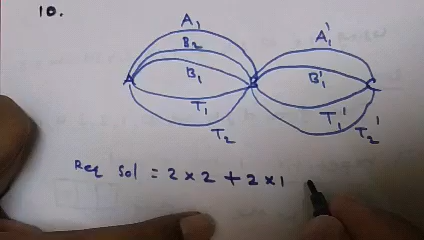 10.
A₁ A₁'
B₂
A B₁ B B₁' C
T₁ T₁'
T₂ T₂'
Req Sol = 2 × 2 + 2 × 1